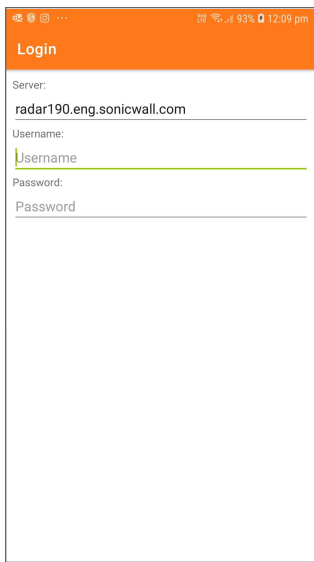 93% 12:09 pm
Login
Server:
radar190.eng.sonicwall.com
Username:
Username
Password:
Password